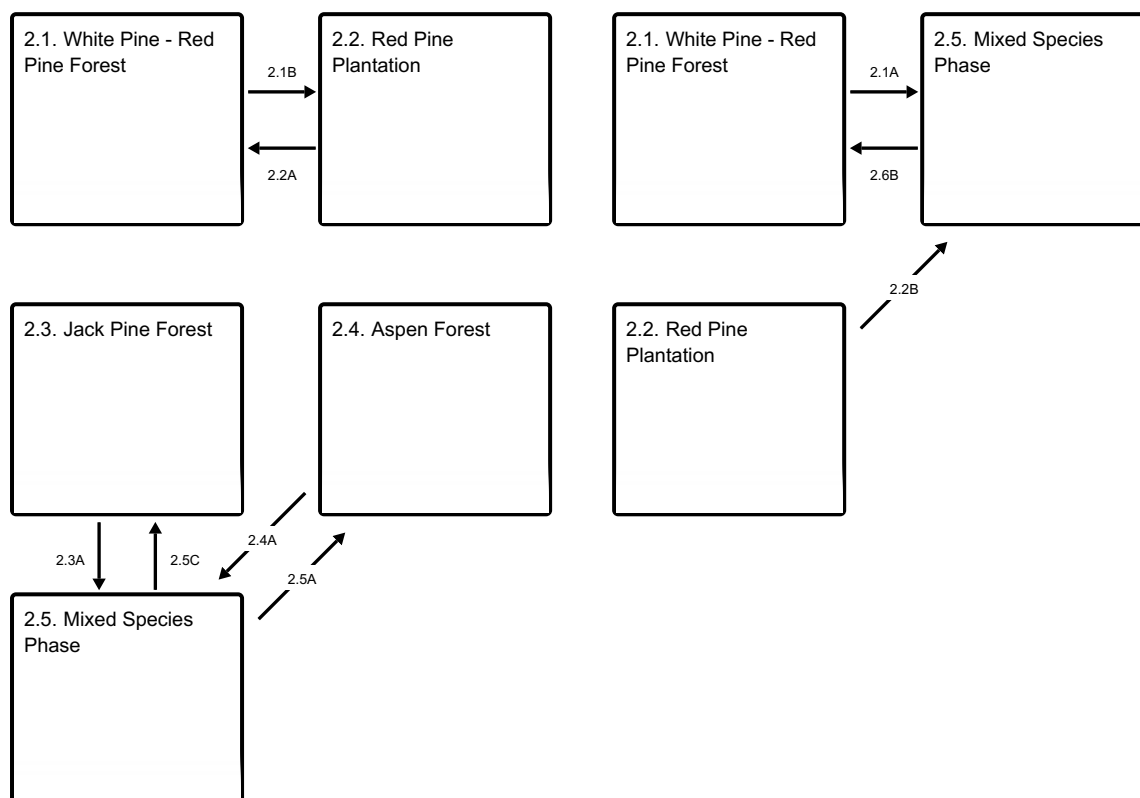 2.1. White Pine - Red
Pine Forest
2.1B
2.2A
2.2. Red Pine
Plantation
2.1. White Pine - Red
Pine Forest
2.1A
2.6B
2.5. Mixed Species
Phase
2.2B
2.3. Jack Pine Forest
2.4. Aspen Forest
2.2. Red Pine
Plantation
2.3A
2.5C
2.4A
2.5A
2.5. Mixed Species
Phase